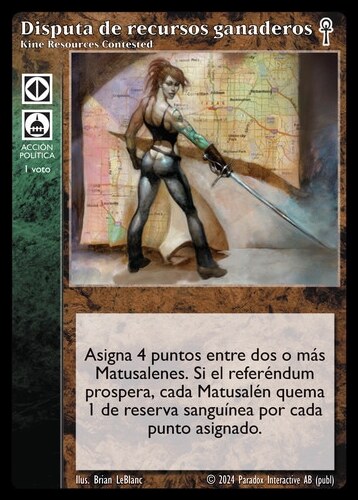 Disputa de recursos ganaderos
Kine Resources Contested
ACCIÓN
POLÍTICA
1 voto
Asigna 4 puntos entre dos o más
Matusalenes. Si el referéndum
prospera, cada Matusalén quema
1 de reserva sanguínea por cada
punto asignado.
Ilus. Brian LeBlanc
© 2024 Paradox Interactive AB (publ)